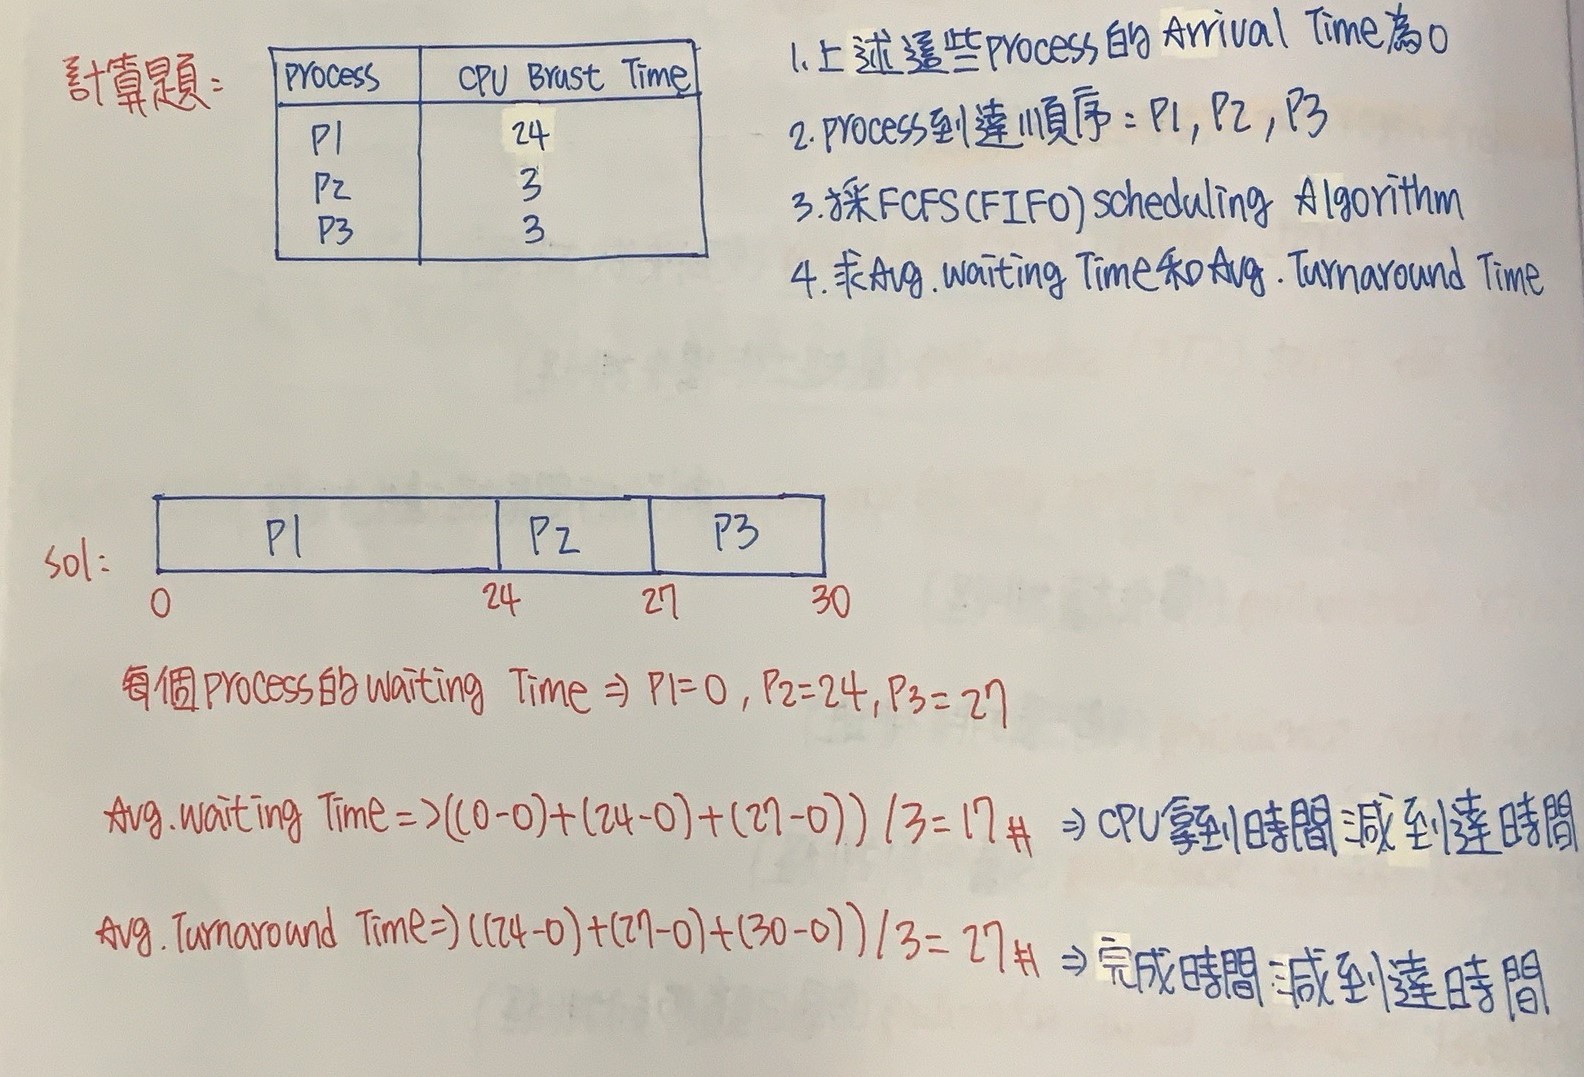 計算題:
Process CPU Brust Time
P1 24
P2 3
P3 3
1.上述這些process的 Arrival Time為0
2.process到達順序:P1,P2,P3
3.採FCFS(FIFO)scheduling Algorithm
4.求Avg.waiting Time和Avg.Turnaround Time
sol:
P1 P2 P3
0 24 27 30
每個process的waiting Time ⇒ P1=0,P2=24,P3=27
Avg.waiting Time=>((0-0)+(24-0)+(27-0))/3=17# ⇒ CPU拿到時間減到達時間
Avg.Turnaround Time=>((24-0)+(27-0)+(30-0))/3=27# ⇒ 完成時間減到達時間